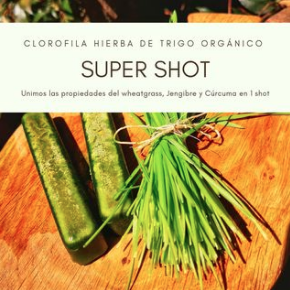 CLOROFILA HIERBA DE TRIGO ORGÁNICO
SUPER SHOT
Unimos las propiedades del wheatgrass, Jengibre y Cúrcuma en 1 shot